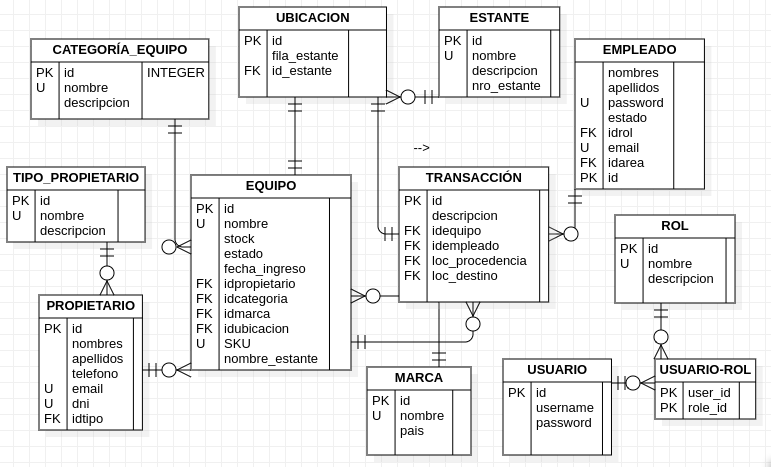 UBICACION
PK id
fila_estante
FK id_estante
ESTANTE
PK id
U nombre
descripcion
nro_estante
CATEGORÍA_EQUIPO
PK id INTEGER
U nombre
descripcion
EMPLEADO
nombres
apellidos
U password
estado
FK idrol
U email
FK idarea
PK id
-->
TIPO_PROPIETARIO
PK id
U nombre
descripcion
EQUIPO
PK id
U nombre
stock
estado
fecha_ingreso
FK idpropietario
FK idcategoria
FK idmarca
FK idubicacion
U SKU
nombre_estante
TRANSACCIÓN
PK id
descripcion
FK idequipo
FK idempleado
FK loc_procedencia
FK loc_destino
ROL
PK id
U nombre
descripcion
PROPIETARIO
PK id
nombres
apellidos
telefono
U email
U dni
FK idtipo
MARCA
PK id
U nombre
pais
USUARIO
PK id
username
password
USUARIO-ROL
PK user_id
PK role_id